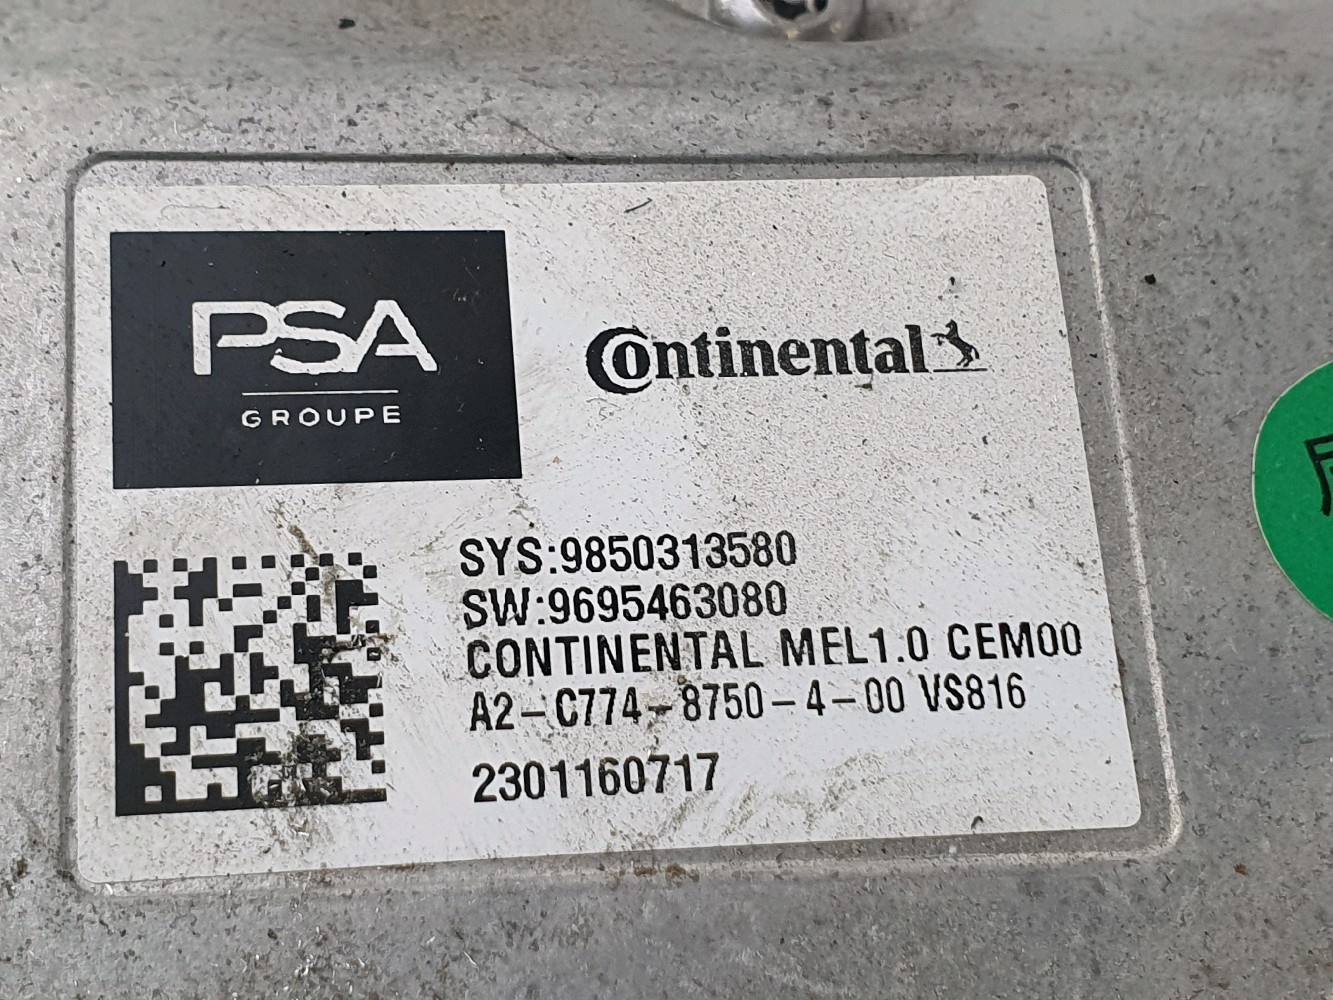 PSA
GROUPE
Continental
SYS:9850313580
SW:9695463080
CONTINENTAL MEL1.0 CEM00
A2-C774-8750-4-00 VS816
2301160717